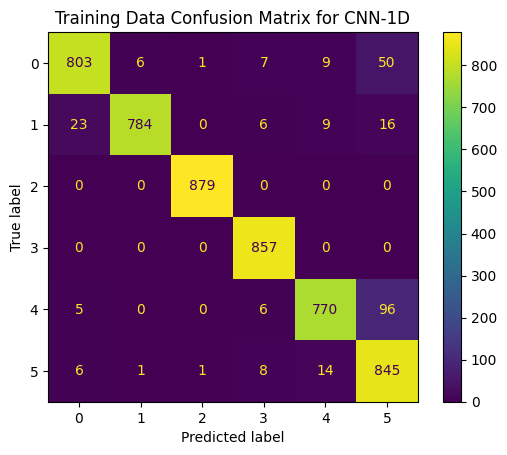 Training Data Confusion Matrix for CNN-1D
0 803 6 1 7 9 50
1 23 784 0 6 9 16
2 0 0 879 0 0 0
3 0 0 0 857 0 0
4 5 0 0 6 770 96
5 6 1 1 8 14 845
0 1 2 3 4 5
True label
Predicted label
800
700
600
500
400
300
200
100
0